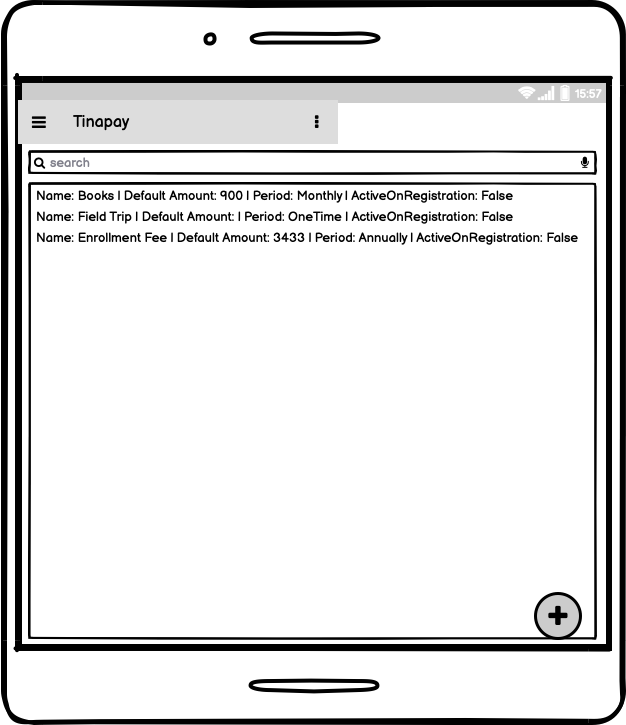 15:57
Tinapay
search
Name: Books | Default Amount: 900 | Period: Monthly | ActiveOnRegistration: False
Name: Field Trip | Default Amount: | Period: OneTime | ActiveOnRegistration: False
Name: Enrollment Fee | Default Amount: 3433 | Period: Annually | ActiveOnRegistration: False